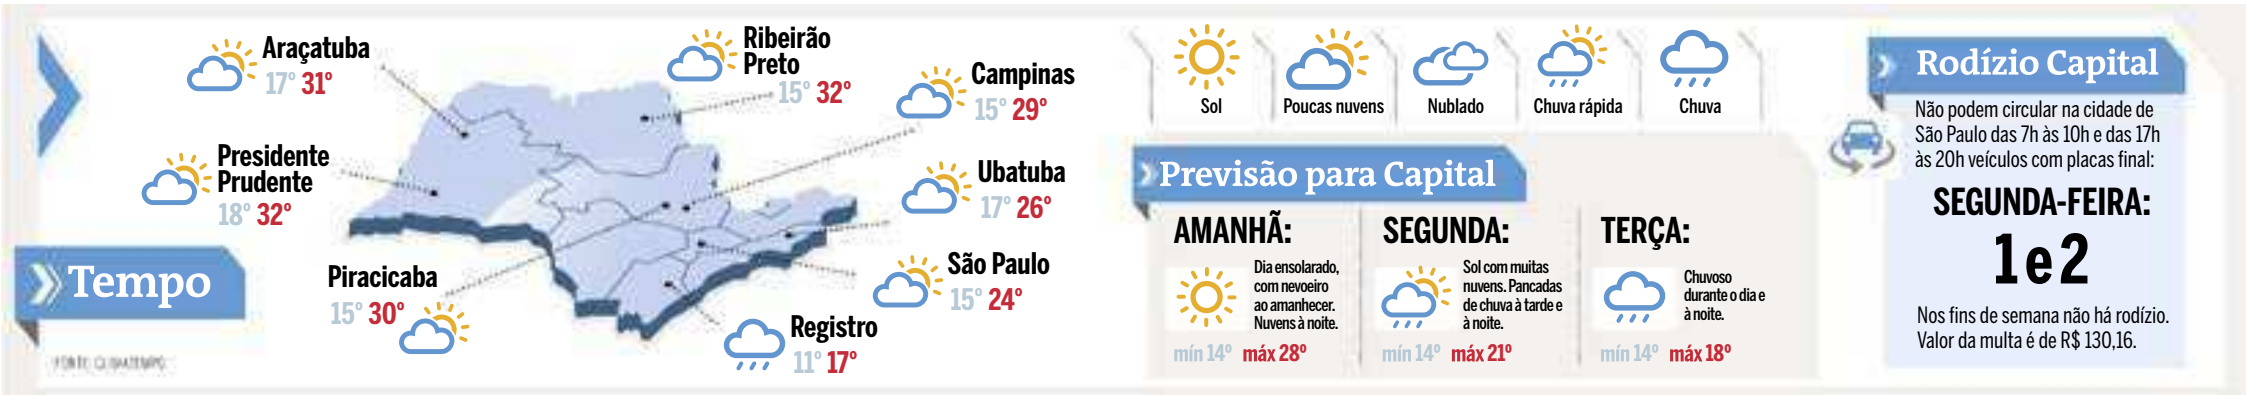 Tempo
FONTE: CLIMATEMPO
Araçatuba
17° 31°
Presidente
Prudente
18° 32°
Piracicaba
15° 30°
Ribeirão
Preto
15° 32°
Campinas
15° 29°
Ubatuba
17° 26°
São Paulo
15° 24°
Registro
11° 17°
Sol
Poucas nuvens
Nublado
Chuva rápida
Chuva
Previsão para Capital
AMANHÃ:
Dia ensolarado,
com nevoeiro
ao amanhecer.
Nuvens à noite.
mín 14° máx 28°
SEGUNDA:
Sol com muitas
nuvens. Pancadas
de chuva à tarde e
à noite.
mín 14° máx 21°
TERÇA:
Chuvoso
durante o dia e
à noite.
mín 14° máx 18°
Rodízio Capital
Não podem circular na cidade de
São Paulo das 7h às 10h e das 17h
às 20h veículos com placas final:
SEGUNDA-FEIRA:
1 e 2
Nos fins de semana não há rodízio.
Valor da multa é de R$ 130,16.